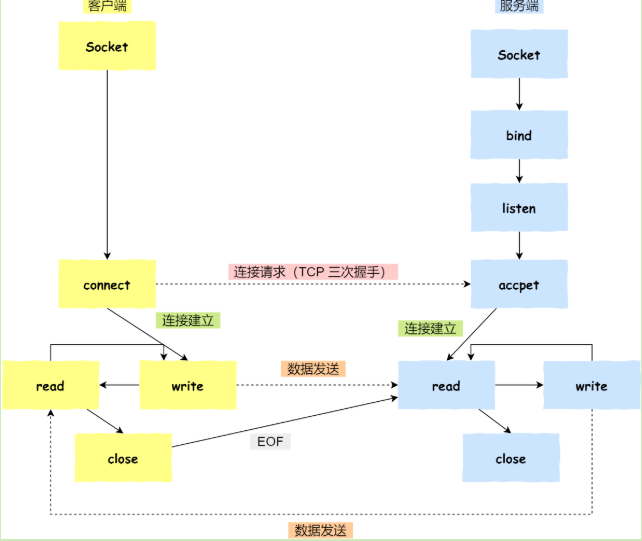 客户端
服务端
Socket
Socket
bind
listen
连接请求（TCP 三次握手）
connect
accpet
连接建立
连接建立
数据发送
read
write
read
write
EOF
close
close
数据发送